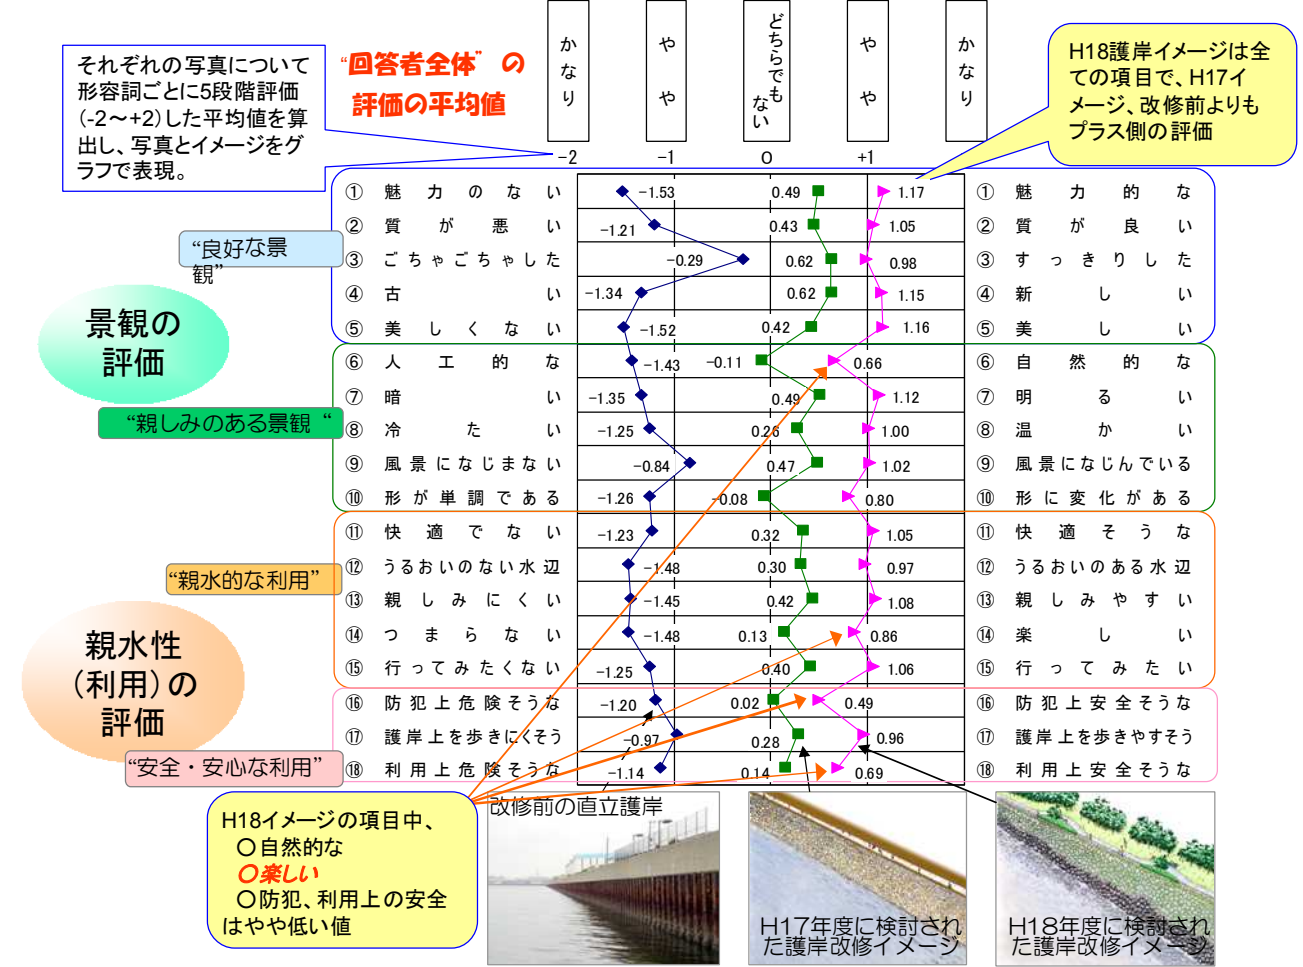 それぞれの写真について
形容詞ごとに5段階評価
(-2～+2)した平均値を算
出し、写真とイメージをグ
ラフで表現。
“回答者全体”の
評価の平均値
かなり
やや
どちらでも
ない
やや
かなり
H18護岸イメージは全
ての項目で、H17イ
メージ、改修前よりも
プラス側の評価
-2 -1 0 +1
① 魅力のない -1.53 0.49 1.17 ① 魅力的な
② 質が悪い -1.21 0.43 1.05 ② 質が良い
③ ごちゃごちゃした -0.29 0.62 0.98 ③ すっきりした
④ 古い -1.34 0.62 1.15 ④ 新しい
⑤ 美しくない -1.52 0.42 1.16 ⑤ 美しい
⑥ 人工的な -1.43 -0.11 0.66 ⑥ 自然的な
⑦ 暗い -1.35 0.49 1.12 ⑦ 明るい
⑧ 冷たい -1.25 0.26 1.00 ⑧ 温かい
⑨ 風景になじまない -0.84 0.47 1.02 ⑨ 風景になじんでいる
⑩ 形が単調である -1.26 -0.08 0.80 ⑩ 形に変化がある
⑪ 快適でない -1.23 0.32 1.05 ⑪ 快適そうな
⑫ うるおいのない水辺 -1.48 0.30 0.97 ⑫ うるおいのある水辺
⑬ 親しみにくい -1.45 0.42 1.08 ⑬ 親しみやすい
⑭ つまらない -1.48 0.13 0.86 ⑭ 楽しい
⑮ 行ってみたくない -1.25 0.40 1.06 ⑮ 行ってみたい
⑯ 防犯上危険そうな -1.20 0.02 0.49 ⑯ 防犯上安全そうな
⑰ 護岸上を歩きにくそう -0.97 0.28 0.96 ⑰ 護岸上を歩きやすそう
⑱ 利用上危険そうな -1.14 0.14 0.69 ⑱ 利用上安全そうな
“良好な景
観”
景観の
評価
“親しみのある景観“
“親水的な利用”
親水性
(利用)の
評価
“安全・安心な利用”
H18イメージの項目中、
○自然的な
○楽しい
○防犯、利用上の安全
はやや低い値
改修前の直立護岸
H17年度に検討され
た護岸改修イメージ
H18年度に検討され
た護岸改修イメージ